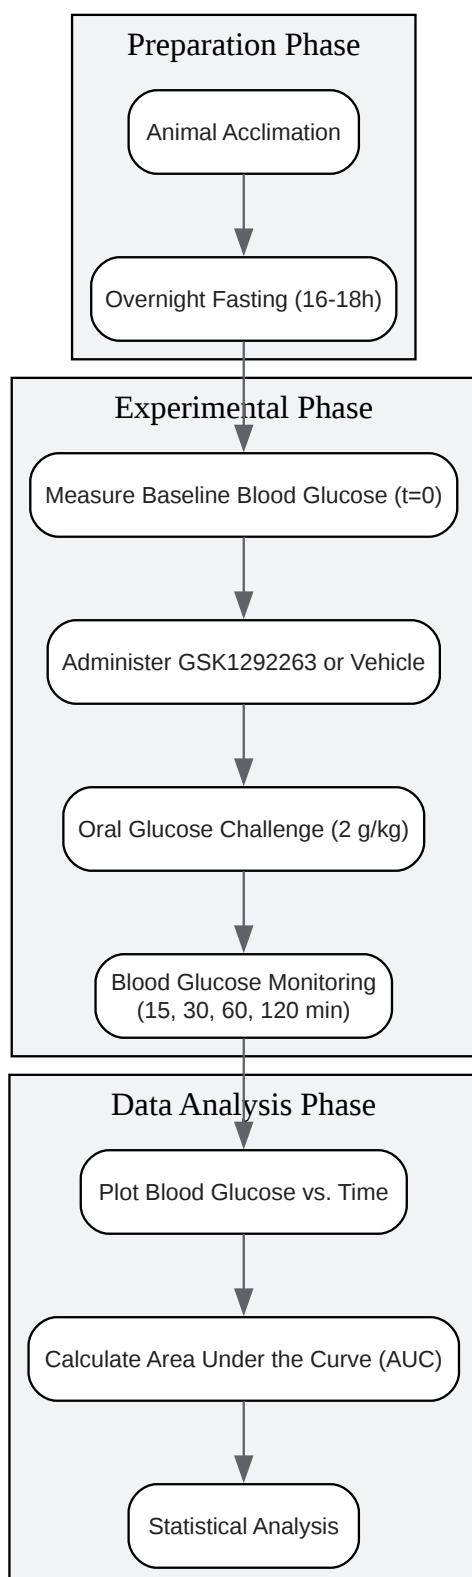 Preparation Phase
Animal Acclimation
Overnight Fasting (16-18h)
Experimental Phase
Measure Baseline Blood Glucose (t=0)
Administer GSK1292263 or Vehicle
Oral Glucose Challenge (2 g/kg)
Blood Glucose Monitoring
(15, 30, 60, 120 min)
Data Analysis Phase
Plot Blood Glucose vs. Time
Calculate Area Under the Curve (AUC)
Statistical Analysis